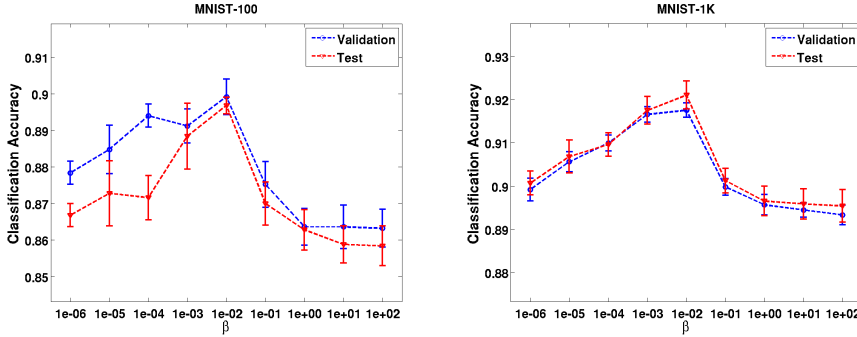 MNIST-100
Validation
Test
Classification Accuracy
0.91
0.9
0.89
0.88
0.87
0.86
0.85
1e-06 1e-05 1e-04 1e-03 1e-02 1e-01 1e+00 1e+01 1e+02
β
MNIST-1K
Validation
Test
Classification Accuracy
0.93
0.92
0.91
0.9
0.89
0.88
1e-06 1e-05 1e-04 1e-03 1e-02 1e-01 1e+00 1e+01 1e+02
β